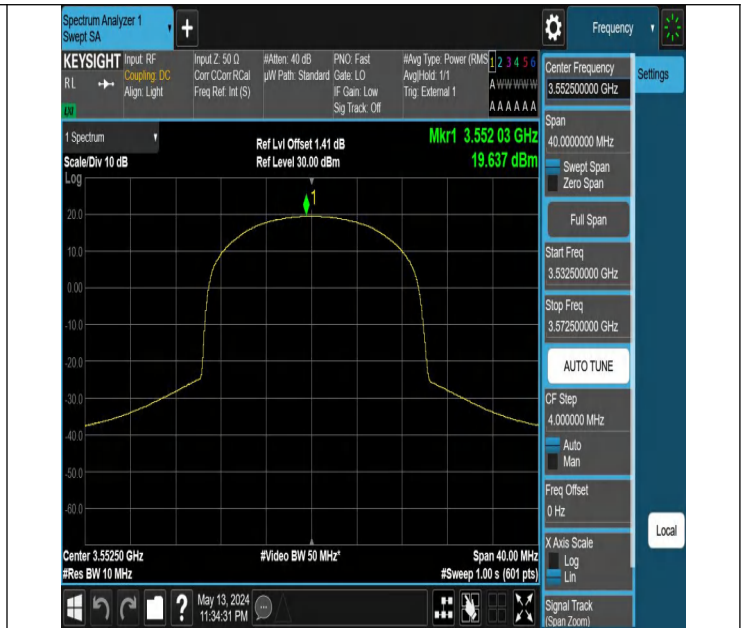 Spectrum Analyzer 1
Swept SA
+
Frequency
KEYSIGHT
RL
Input: RF
Coupling: DC
Align: Light
Input Z: 50 Ω
Corr CCorr RCal
Freq Ref: Int (S)
#Atten: 40 dB
µW Path: Standard
PNO: Fast
Gate: LO
IF Gain: Low
Sig Track: Off
#Avg Type: Power (RMS
Avg|Hold: 1/1
Trig: External 1
1 2 3 4 5 6
A W W W W W
A A A A A A
1 Spectrum
Scale/Div 10 dB
Log
Ref Lvl Offset 1.41 dB
Ref Level 30.00 dBm
Mkr1 3.552 03 GHz
19.637 dBm
1
20.0
10.0
0.00
-10.0
-20.0
-30.0
-40.0
-50.0
-60.0
Center 3.55250 GHz
#Res BW 10 MHz
#Video BW 50 MHz*
Span 40.00 MHz
#Sweep 1.00 s (601 pts)
?
May 13, 2024
11:34:31 PM
Center Frequency
3.552500000 GHz
Settings
Span
40.0000000 MHz
Swept Span
Zero Span
Full Span
Start Freq
3.532500000 GHz
Stop Freq
3.572500000 GHz
AUTO TUNE
CF Step
4.000000 MHz
Auto
Man
Freq Offset
0 Hz
X Axis Scale
Log
Lin
Local
Signal Track
(Span Zoom)